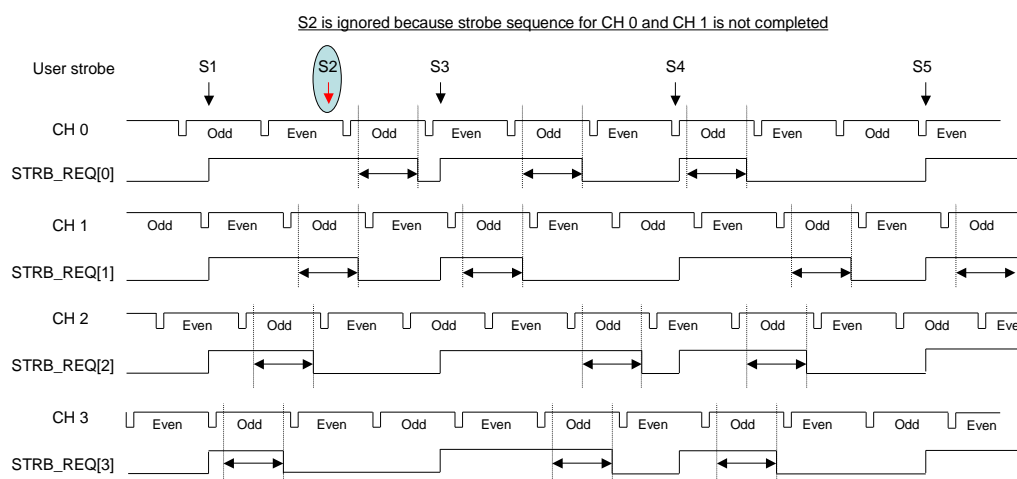 S2 is ignored because strobe sequence for CH 0 and CH 1 is not completed
User strobe S1 S2 S3 S4 S5
CH 0 Odd Even Odd Even Odd Even Odd Even Odd Even
STRB_REQ[0]
CH 1 Odd Even Odd Even Odd Even Odd Even Odd Even Odd
STRB_REQ[1]
CH 2 Even Odd Even Odd Even Odd Even Odd Even Odd Eve
STRB_REQ[2]
CH 3 Even Odd Even Odd Even Odd Even Odd Even Odd Even
STRB_REQ[3]